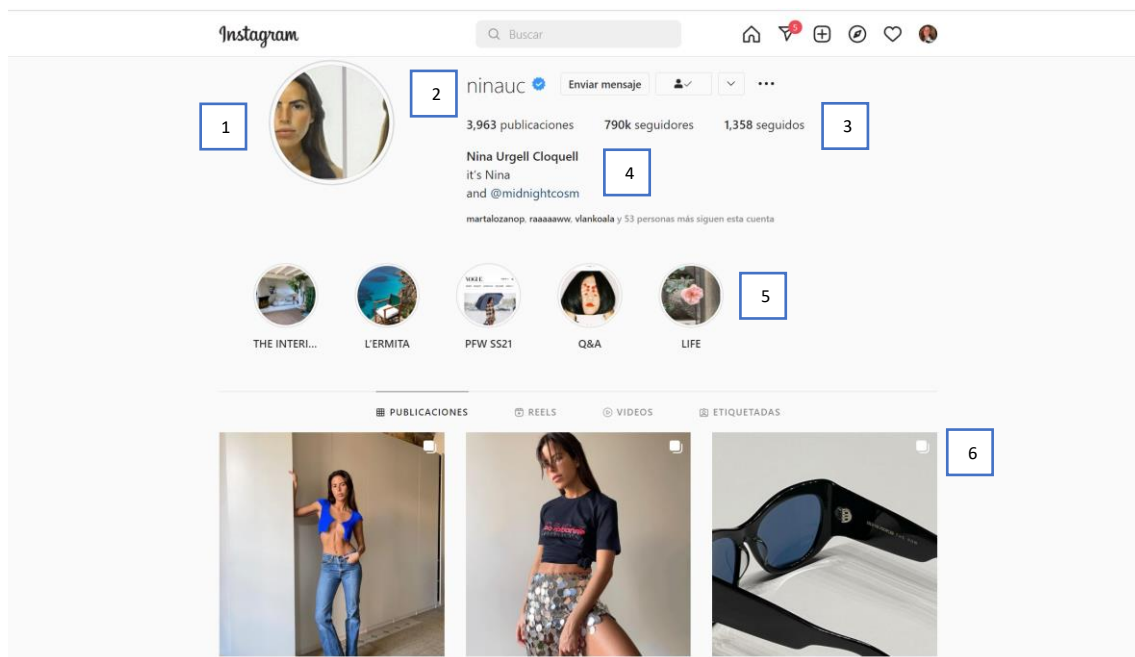 Instagram
Buscar
5
1
2
ninauc Enviar mensaje
3,963 publicaciones 790k seguidores 1,358 seguidos
3
Nina Urgell Cloquell
it's Nina
and @midnightcosm
4
martalozanop, raaaaaww, vlankoala y 53 personas más siguen esta cuenta
VOGUE
5
THE INTERI... L'ERMITA PFW SS21 Q&A LIFE
PUBLICACIONES REELS VIDEOS ETIQUETADAS
6